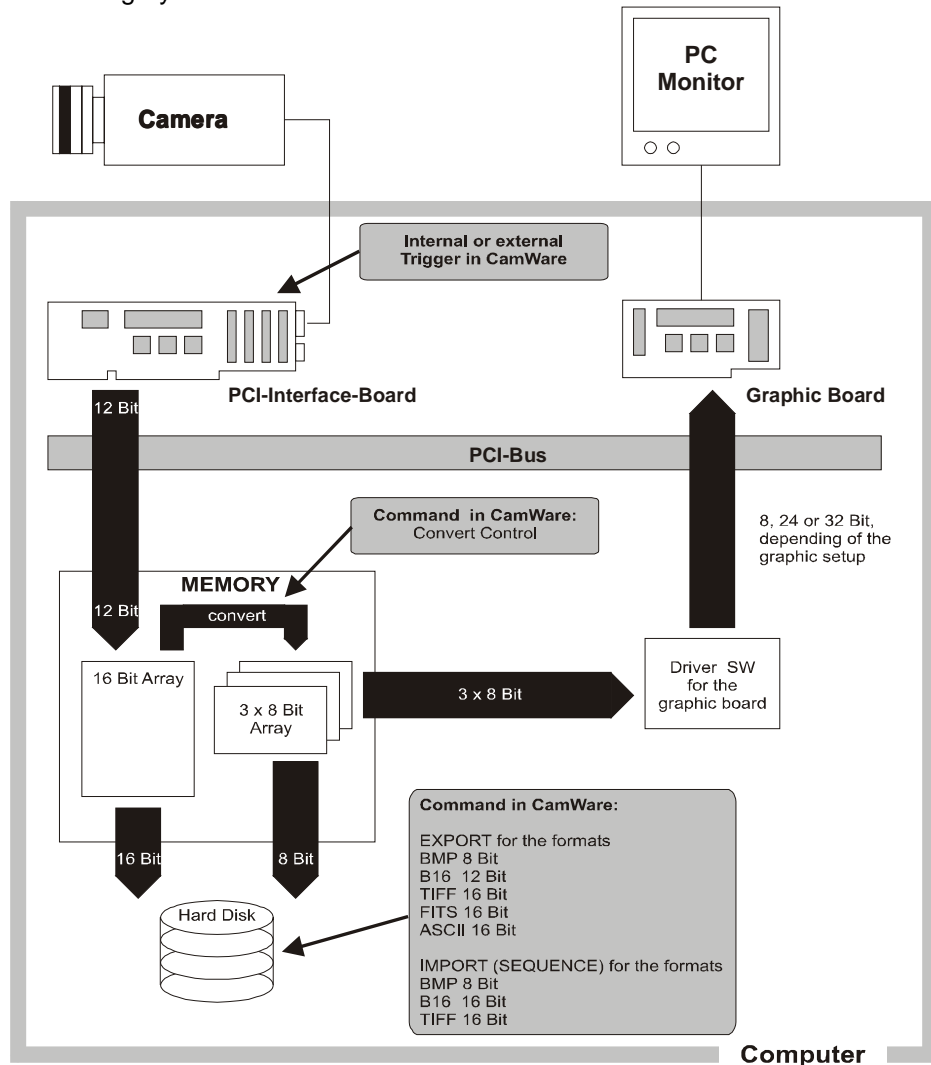 PC
Monitor
Camera
Internal or external
Trigger in CamWare
PCI-Interface-Board
Graphic Board
12 Bit
PCI-Bus
Command in CamWare:
Convert Control
8, 24 or 32 Bit,
depending of the
graphic setup
MEMORY
12 Bit
convert
16 Bit Array
3 x 8 Bit
Array
3 x 8 Bit
Driver SW
for the
graphic board
16 Bit
8 Bit
Hard Disk
Command in CamWare:
EXPORT for the formats
BMP 8 Bit
B16 12 Bit
TIFF 16 Bit
FITS 16 Bit
ASCII 16 Bit
IMPORT (SEQUENCE) for the formats
BMP 8 Bit
B16 16 Bit
TIFF 16 Bit
Computer